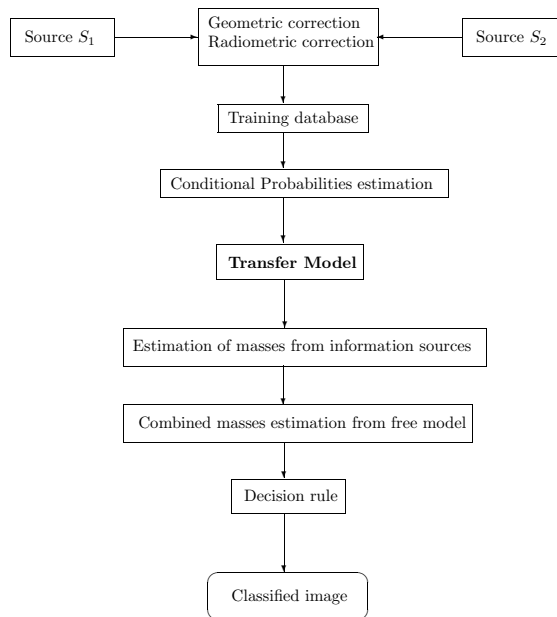 Source S₁
Geometric correction
Radiometric correction
Source S₂
Training database
Conditional Probabilities estimation
Transfer Model
Estimation of masses from information sources
Combined masses estimation from free model
Decision rule
Classified image